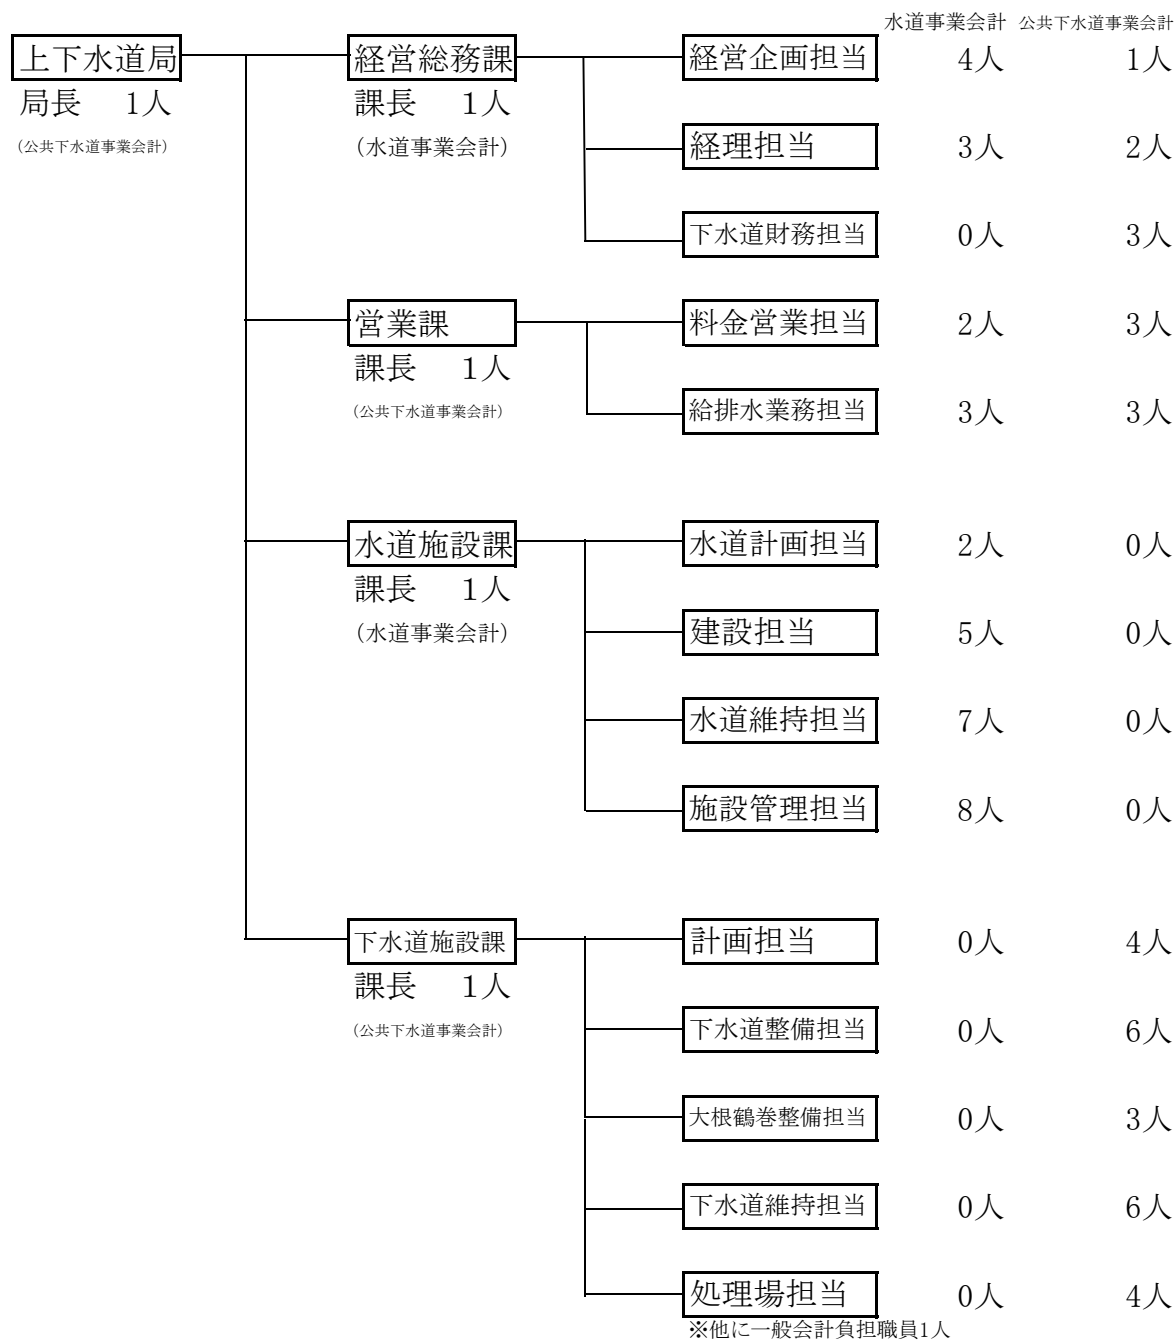 水道事業会計 公共下水道事業会計
上下水道局 経営総務課 経営企画担当 4人 1人
局長 1人 課長 1人
(公共下水道事業会計) (水道事業会計) 経理担当 3人 2人
下水道財務担当 0人 3人
営業課 料金営業担当 2人 3人
課長 1人
(公共下水道事業会計) 給排水業務担当 3人 3人
水道施設課 水道計画担当 2人 0人
課長 1人
(水道事業会計) 建設担当 5人 0人
水道維持担当 7人 0人
施設管理担当 8人 0人
下水道施設課 計画担当 0人 4人
課長 1人
(公共下水道事業会計) 下水道整備担当 0人 6人
大根鶴巻整備担当 0人 3人
下水道維持担当 0人 6人
処理場担当 0人 4人
※他に一般会計負担職員1人